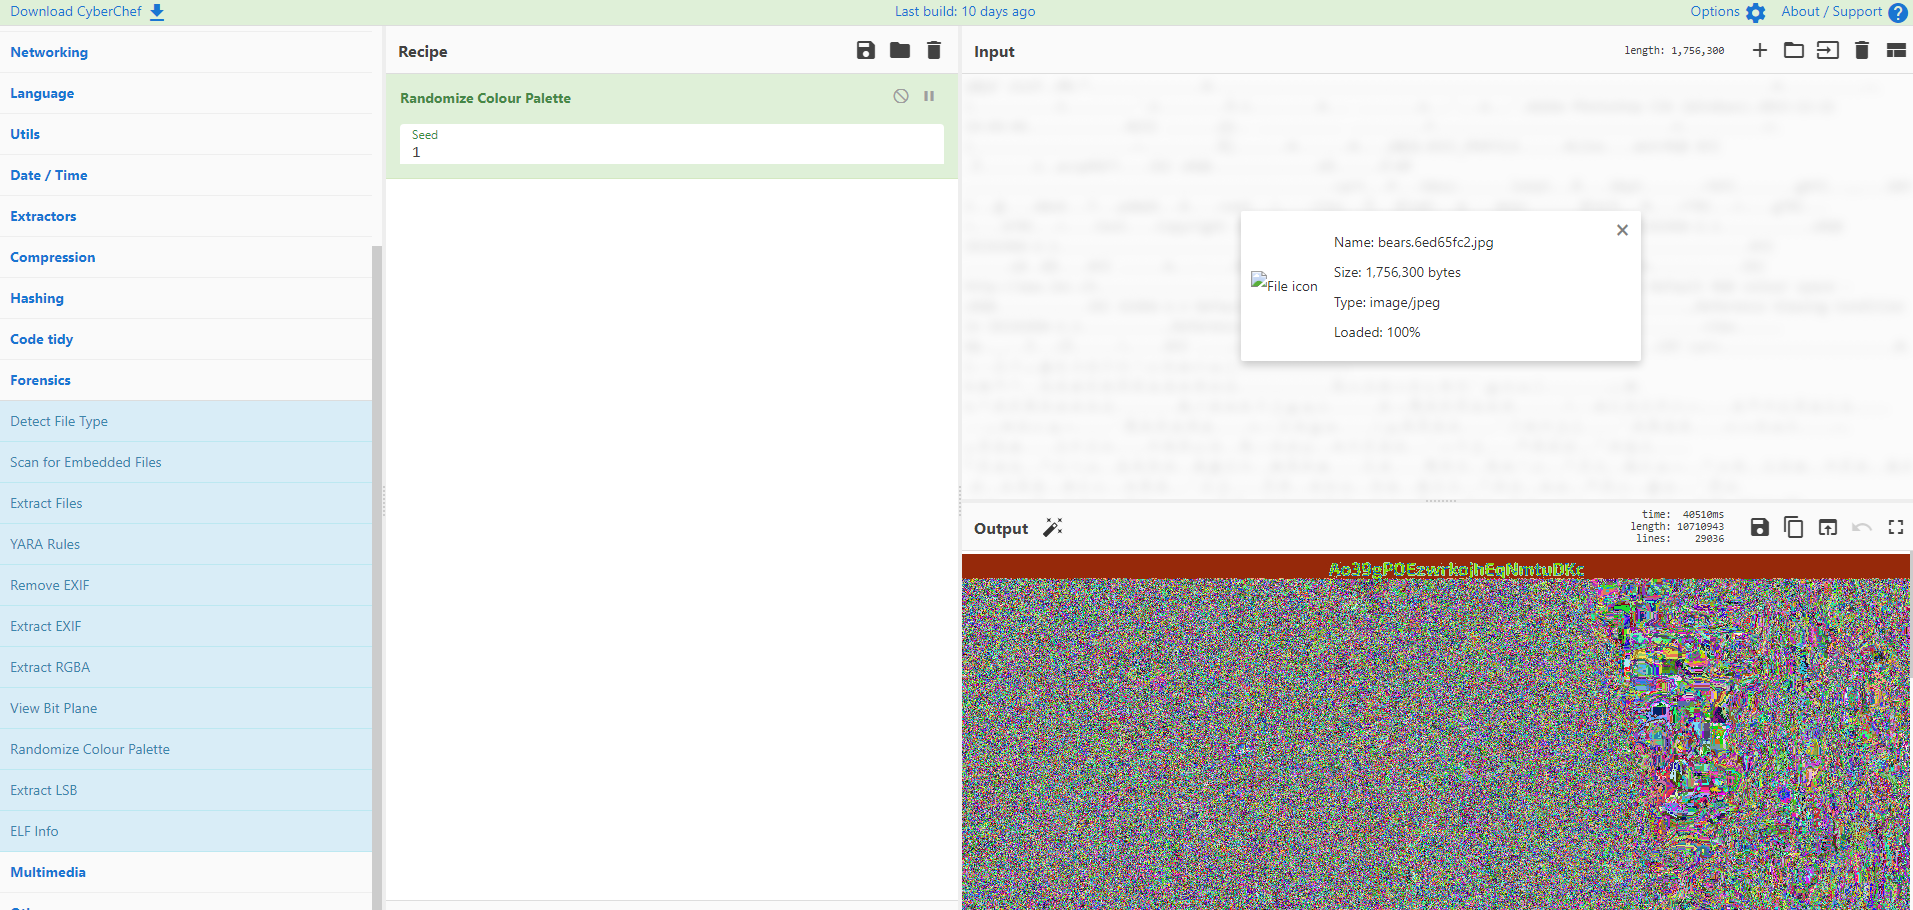 Download CyberChef
Last build: 10 days ago
Options
About / Support
Networking
Language
Utils
Date / Time
Extractors
Compression
Hashing
Code tidy
Forensics
Detect File Type
Scan for Embedded Files
Extract Files
YARA Rules
Remove EXIF
Extract EXIF
Extract RGBA
View Bit Plane
Randomize Colour Palette
Extract LSB
ELF Info
Multimedia
Recipe
Randomize Colour Palette
Seed
1
Input
length: 1,756,300
File icon
Name: bears.6ed65fc2.jpg
Size: 1,756,300 bytes
Type: image/jpeg
Loaded: 100%
Output
time: 40510ms
length: 10710943
lines: 29036